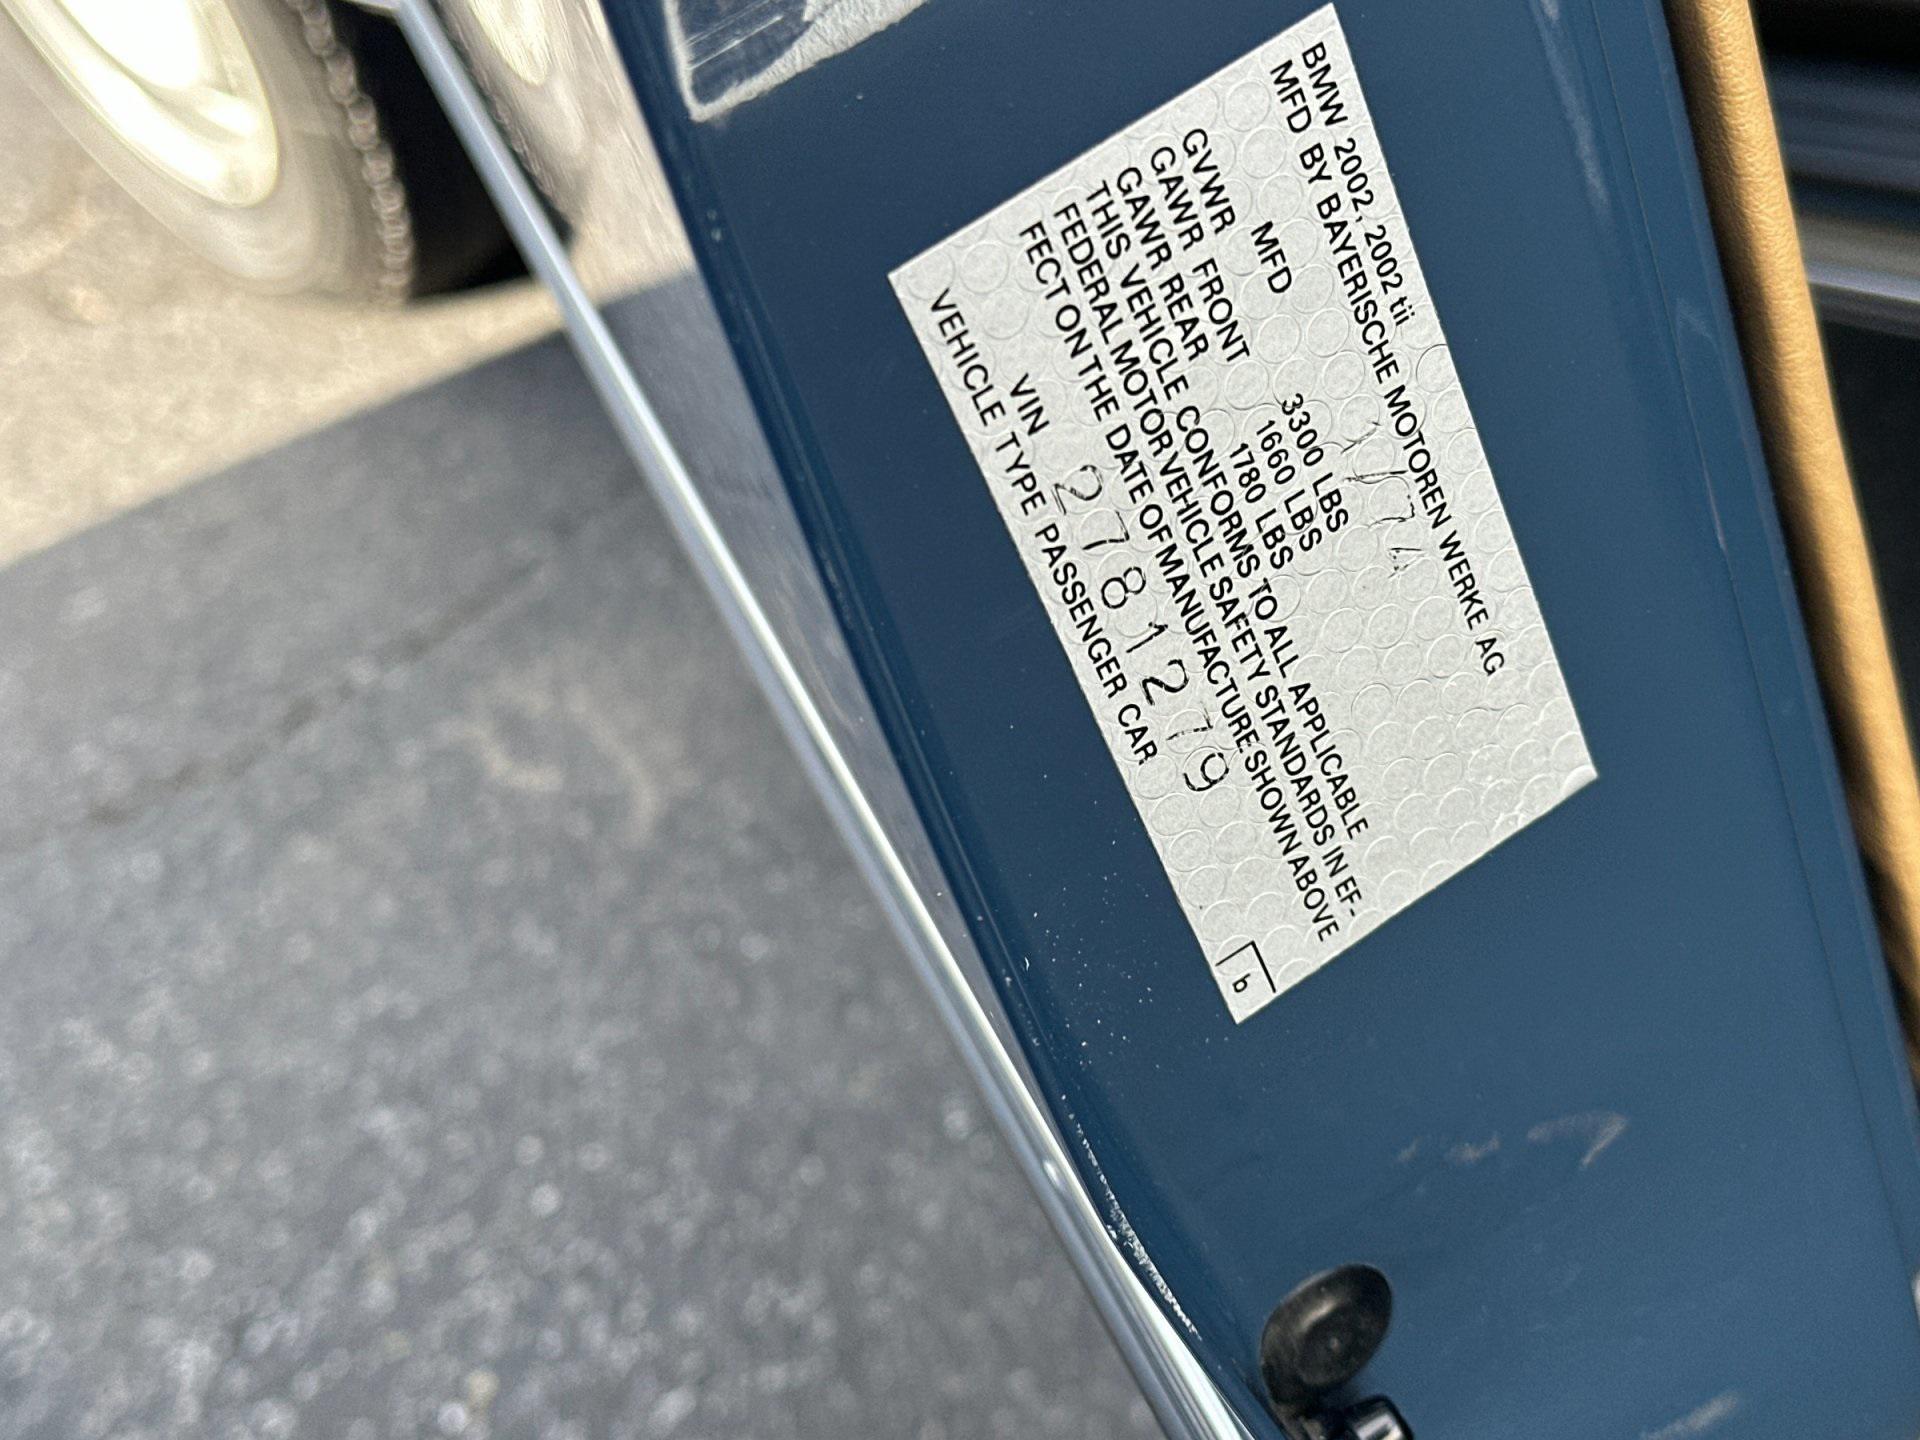 BMW 2002, 2002 tii
MFD BY BAYERISCHE MOTOREN WERKE AG
MFD 1/74
GVWR 3300 LBS
GAWR FRONT 1660 LBS
GAWR REAR 1780 LBS
THIS VEHICLE CONFORMS TO ALL APPLICABLE
FEDERAL MOTOR VEHICLE SAFETY STANDARDS IN EF-
FECT ON THE DATE OF MANUFACTURE SHOWN ABOVE
VIN 2781279
VEHICLE TYPE PASSENGER CAR
b